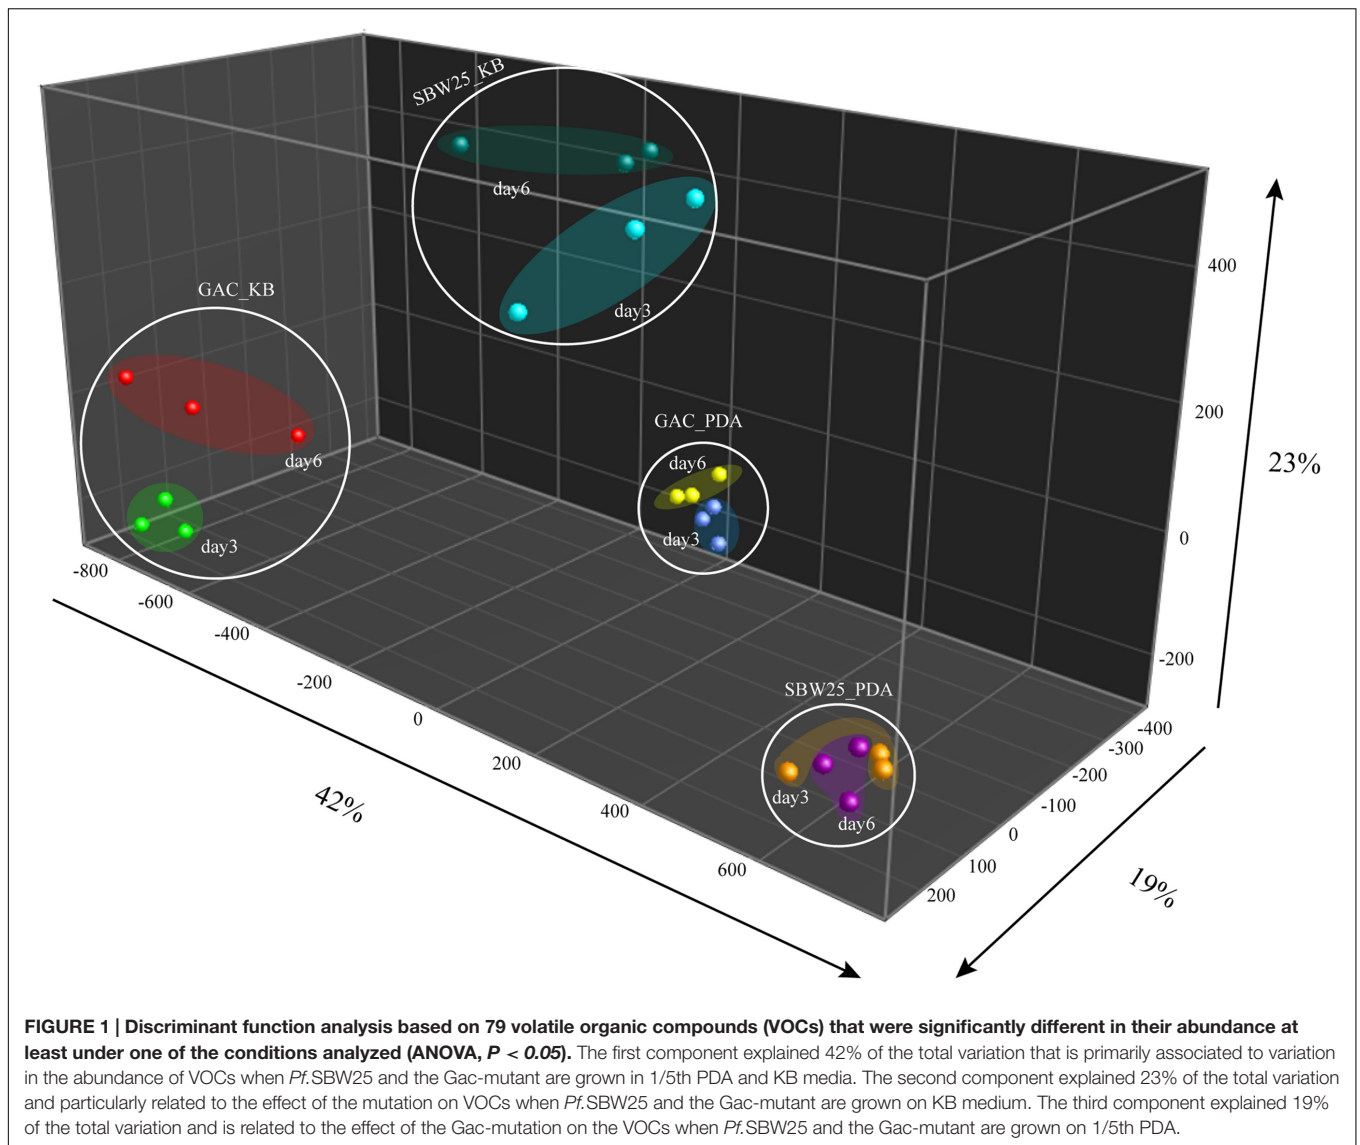 SBW25_KB
day6
day3
GAC_KB
day6
day3
GAC_PDA
day6
day3
SBW25_PDA
day3
day6
400
200
0
-200
23%
-800
-600
-400
-200
0
200
400
600
42%
-400
-300
-200
-100
0
100
200
19%
FIGURE 1 | Discriminant function analysis based on 79 volatile organic compounds (VOCs) that were significantly different in their abundance at
least under one of the conditions analyzed (ANOVA, P < 0.05). The first component explained 42% of the total variation that is primarily associated to variation
in the abundance of VOCs when Pf.SBW25 and the Gac-mutant are grown in 1/5th PDA and KB media. The second component explained 23% of the total variation
and particularly related to the effect of the mutation on VOCs when Pf.SBW25 and the Gac-mutant are grown on KB medium. The third component explained 19%
of the total variation and is related to the effect of the Gac-mutation on the VOCs when Pf.SBW25 and the Gac-mutant are grown on 1/5th PDA.